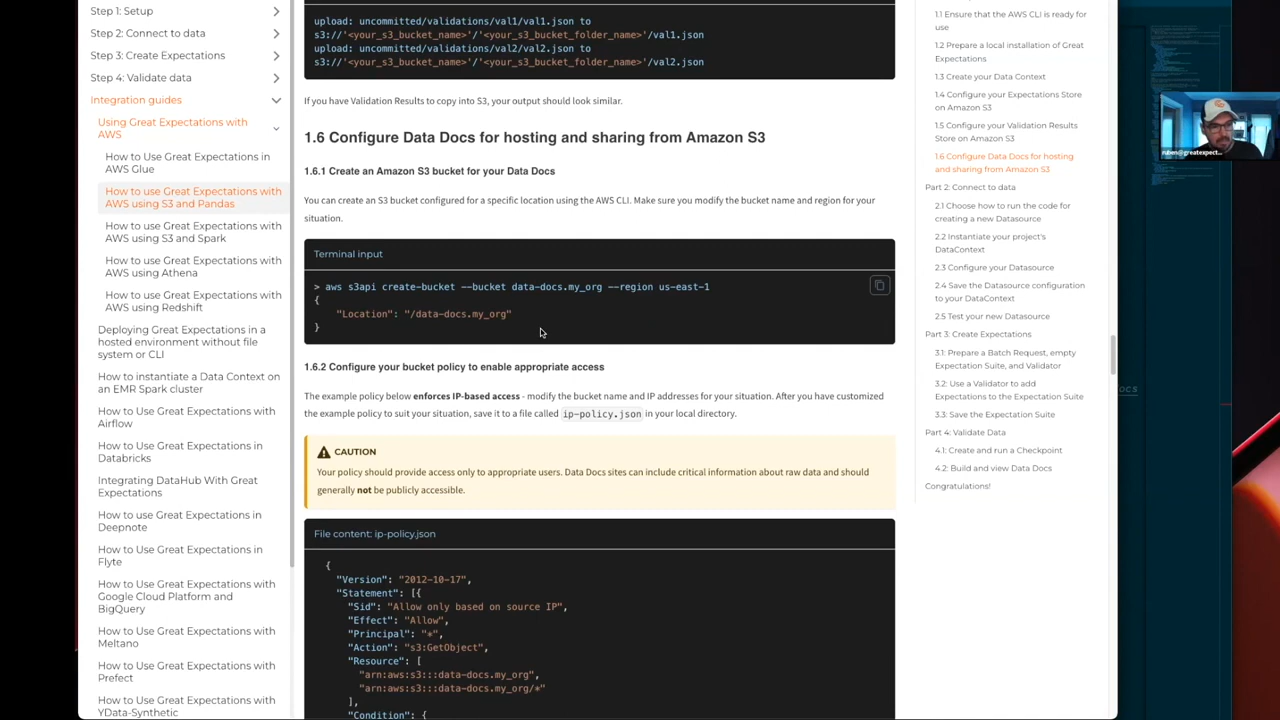 Step 1: Setup
Step 2: Connect to data
Step 3: Create Expectations
Step 4: Validate data
Integration guides
Using Great Expectations with
AWS
How to Use Great Expectations in
AWS Glue
How to use Great Expectations with
AWS using S3 and Pandas
How to use Great Expectations with
AWS using S3 and Spark
How to use Great Expectations with
AWS using Athena
How to use Great Expectations with
AWS using Redshift
Deploying Great Expectations in a
hosted environment without file
system or CLI
How to instantiate a Data Context on
an EMR Spark cluster
How to Use Great Expectations with
Airflow
How to Use Great Expectations in
Databricks
Integrating DataHub With Great
Expectations
How to use Great Expectations in
Deepnote
How to Use Great Expectations in
Flyte
How to Use Great Expectations with
Google Cloud Platform and
BigQuery
How to Use Great Expectations with
Meltano
How to Use Great Expectations with
Prefect
How to Use Great Expectations with
YData-Synthetic
upload: uncommitted/validations/val1/val1.json to
s3://'<your_s3_bucket_name>'/'<your_s3_bucket_folder_name>'/val1.json
upload: uncommitted/validations/val2/val2.json to
s3://'<your_s3_bucket_name>'/'<your_s3_bucket_folder_name>'/val2.json
If you have Validation Results to copy into S3, your output should look similar.
1.6 Configure Data Docs for hosting and sharing from Amazon S3
1.6.1 Create an Amazon S3 bucket for your Data Docs
You can create an S3 bucket configured for a specific location using the AWS CLI. Make sure you modify the bucket name and region for your
situation.
Terminal input
> aws s3api create-bucket --bucket data-docs.my_org --region us-east-1
{
"Location": "/data-docs.my_org"
}
1.6.2 Configure your bucket policy to enable appropriate access
The example policy below enforces IP-based access - modify the bucket name and IP addresses for your situation. After you have customized
the example policy to suit your situation, save it to a file called ip-policy.json in your local directory.
CAUTION
Your policy should provide access only to appropriate users. Data Docs sites can include critical information about raw data and should
generally not be publicly accessible.
File content: ip-policy.json
{
"Version": "2012-10-17",
"Statement": [{
"Sid": "Allow only based on source IP",
"Effect": "Allow",
"Principal": "*",
"Action": "s3:GetObject",
"Resource": [
"arn:aws:s3:::data-docs.my_org",
"arn:aws:s3:::data-docs.my_org/*"
],
"Condition": {
1.1 Ensure that the AWS CLI is ready for
use
1.2 Prepare a local installation of Great
Expectations
1.3 Create your Data Context
1.4 Configure your Expectations Store
on Amazon S3
1.5 Configure your Validation Results
Store on Amazon S3
1.6 Configure Data Docs for hosting
and sharing from Amazon S3
Part 2: Connect to data
2.1 Choose how to run the code for
creating a new Datasource
2.2 Instantiate your project's
DataContext
2.3 Configure your Datasource
2.4 Save the Datasource configuration
to your DataContext
2.5 Test your new Datasource
Part 3: Create Expectations
3.1: Prepare a Batch Request, empty
Expectation Suite, and Validator
3.2: Use a Validator to add
Expectations to the Expectation Suite
3.3: Save the Expectation Suite
Part 4: Validate Data
4.1: Create and run a Checkpoint
4.2: Build and view Data Docs
Congratulations!